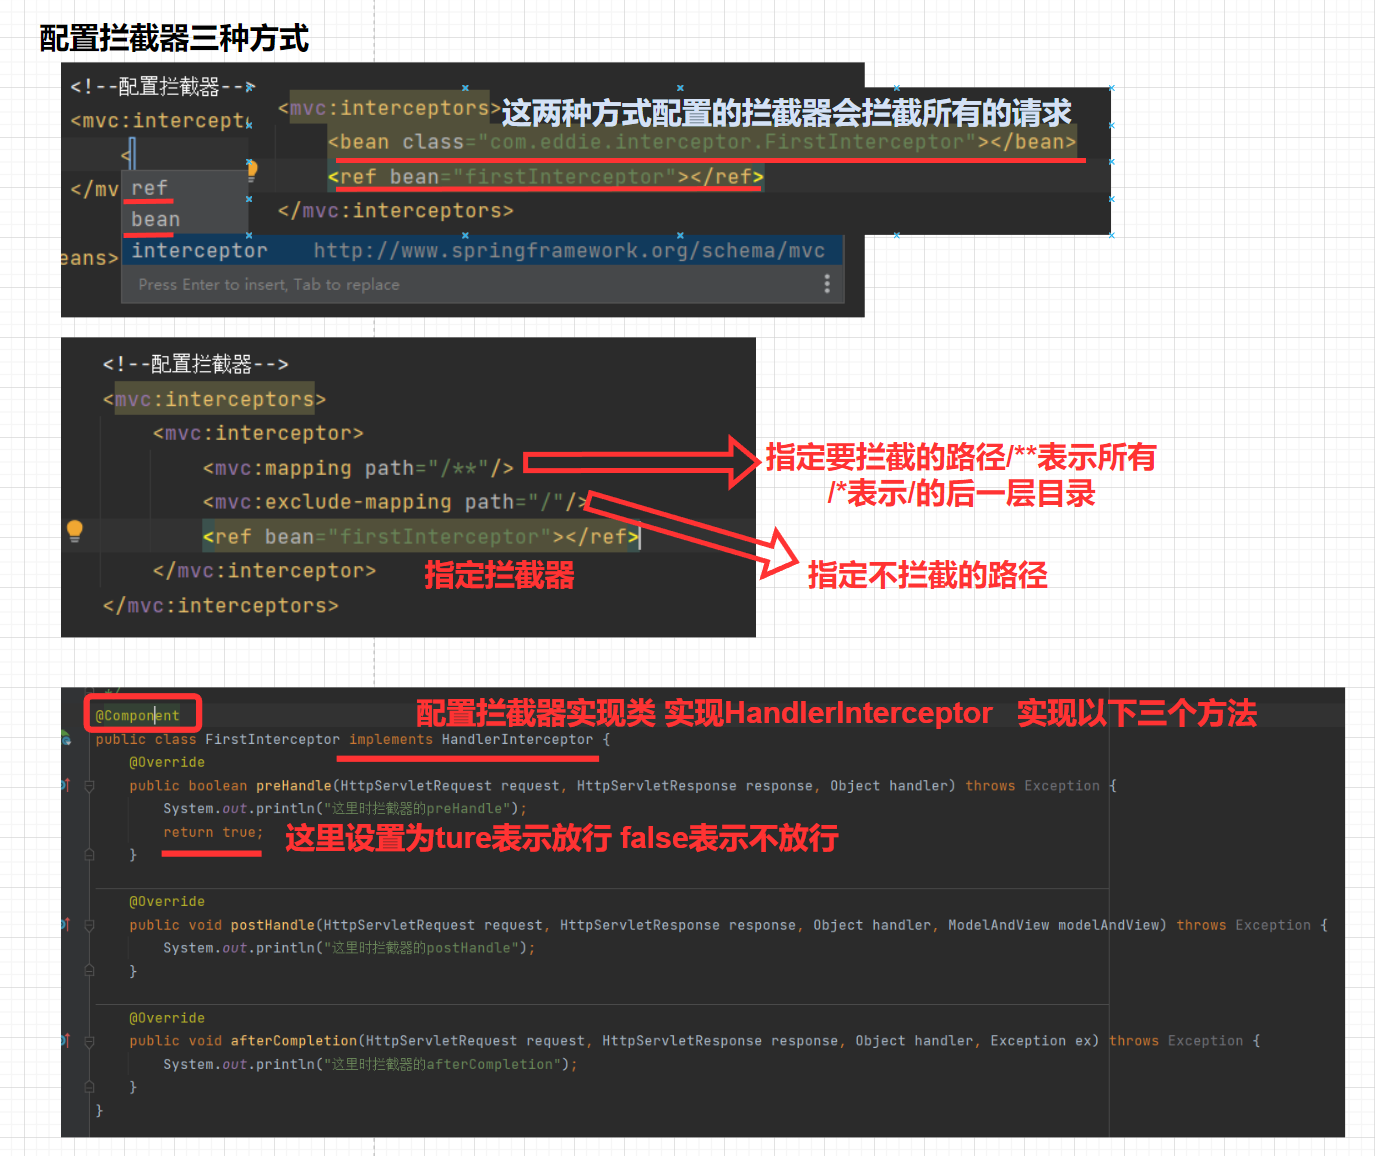 配置拦截器三种方式
<!--配置拦截器-->
<mvc:intercept
<
</mv
ref
bean
interceptor http://www.springframework.org/schema/mvc
eans>
Press Enter to insert, Tab to replace
<mvc:interceptors>
这两种方式配置的拦截器会拦截所有的请求
<bean class="com.eddie.interceptor.FirstInterceptor"></bean>
<ref bean="firstInterceptor"></ref>
</mvc:interceptors>
<!--配置拦截器-->
<mvc:interceptors>
<mvc:interceptor>
<mvc:mapping path="/**"/>
指定要拦截的路径/**表示所有
/*表示/的后一层目录
<mvc:exclude-mapping path="/"/>
<ref bean="firstInterceptor"></ref>
</mvc:interceptor>
指定拦截器
指定不拦截的路径
</mvc:interceptors>
*/
@Component
配置拦截器实现类 实现HandlerInterceptor 实现以下三个方法
public class FirstInterceptor implements HandlerInterceptor {
@Override
public boolean preHandle(HttpServletRequest request, HttpServletResponse response, Object handler) throws Exception {
System.out.println("这里时拦截器的preHandle");
return true;
这里设置为ture表示放行 false表示不放行
}
@Override
public void postHandle(HttpServletRequest request, HttpServletResponse response, Object handler, ModelAndView modelAndView) throws Exception {
System.out.println("这里时拦截器的postHandle");
}
@Override
public void afterCompletion(HttpServletRequest request, HttpServletResponse response, Object handler, Exception ex) throws Exception {
System.out.println("这里时拦截器的afterCompletion");
}
}